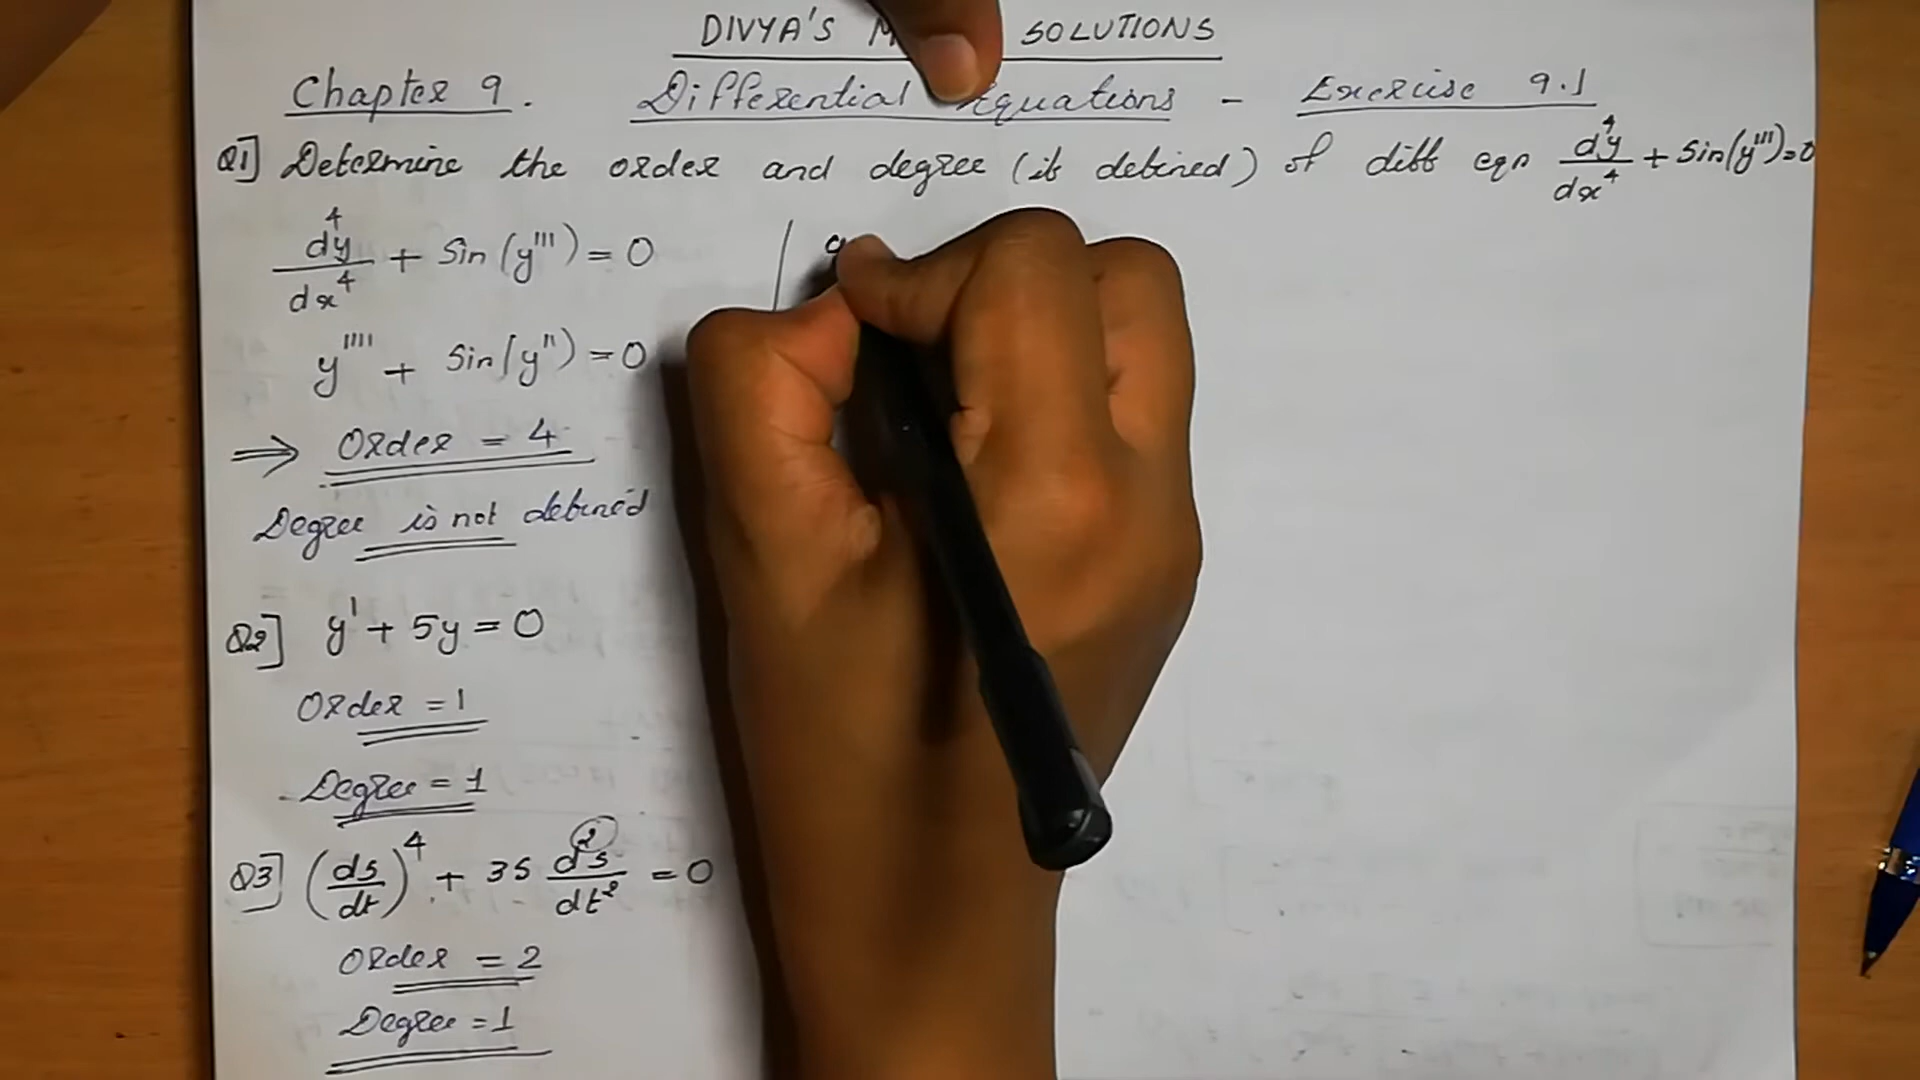 DIVYA'S SOLUTIONS
Chapter 9. Differential Equations - Exercise 9.1
Q1] Determine the order and degree (if defined) of diff eqn d⁴y/dx⁴ + Sin(y''')=0
d⁴y/dx⁴ + Sin(y''') = 0
y'''' + Sin(y'') = 0
⇒ Order = 4
Degree is not defined
Q2] y' + 5y = 0
Order = 1
Degree = 1
Q3] (ds/dt)⁴ + 3s d²s/dt² = 0
Order = 2
Degree = 1